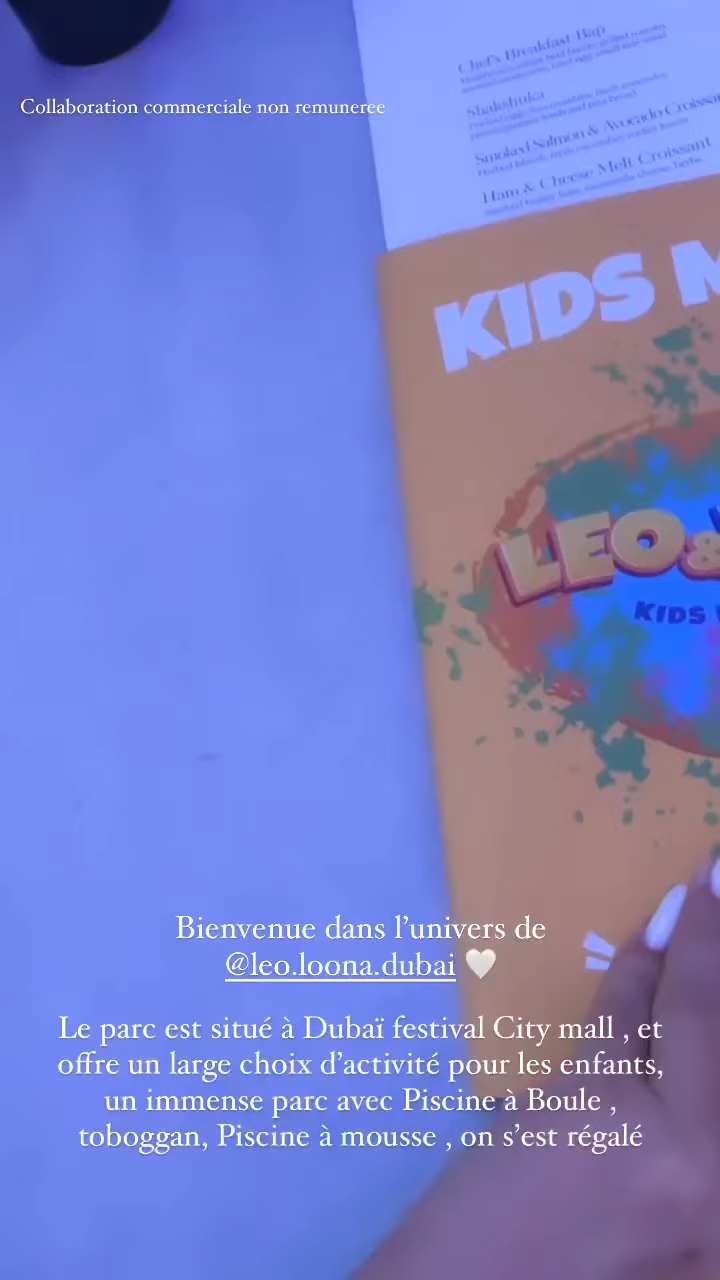 Chef's Breakfast Bap
Collaboration commerciale non remuneree
Shakshuka
Smoked Salmon & Avocado Croissa
Ham & Cheese Melt Croissant
KIDS M
LEO &
KIDS
Bienvenue dans l'univers de
@leo.loona.dubai 🤍
Le parc est situé à Dubaï festival City mall , et
offre un large choix d'activité pour les enfants,
un immense parc avec Piscine à Boule ,
toboggan, Piscine à mousse , on s'est régalé